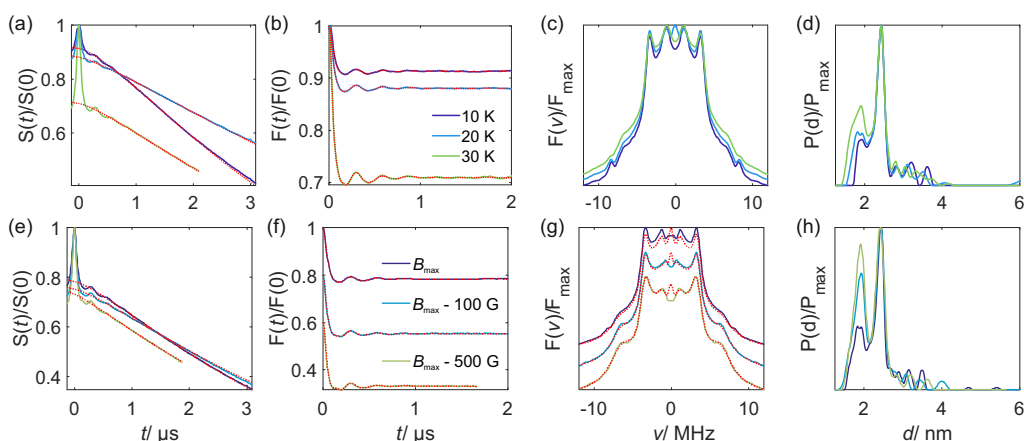 (a)
(b)
(c)
(d)
S(t)/S(0)
1
0.8
0.6
0
1
2
3
F(t)/F(0)
1
0.9
0.8
0.7
0
1
2
10 K
20 K
30 K
F(ν)/F_max
-10
0
10
P(d)/P_max
2
4
6
(e)
(f)
(g)
(h)
S(t)/S(0)
1
0.8
0.6
0.4
0
1
2
3
t/ μs
F(t)/F(0)
1
0.8
0.6
0.4
0
1
2
t/ μs
B_max
B_max - 100 G
B_max - 500 G
F(ν)/F_max
-10
0
10
ν/ MHz
P(d)/P_max
2
4
6
d/ nm